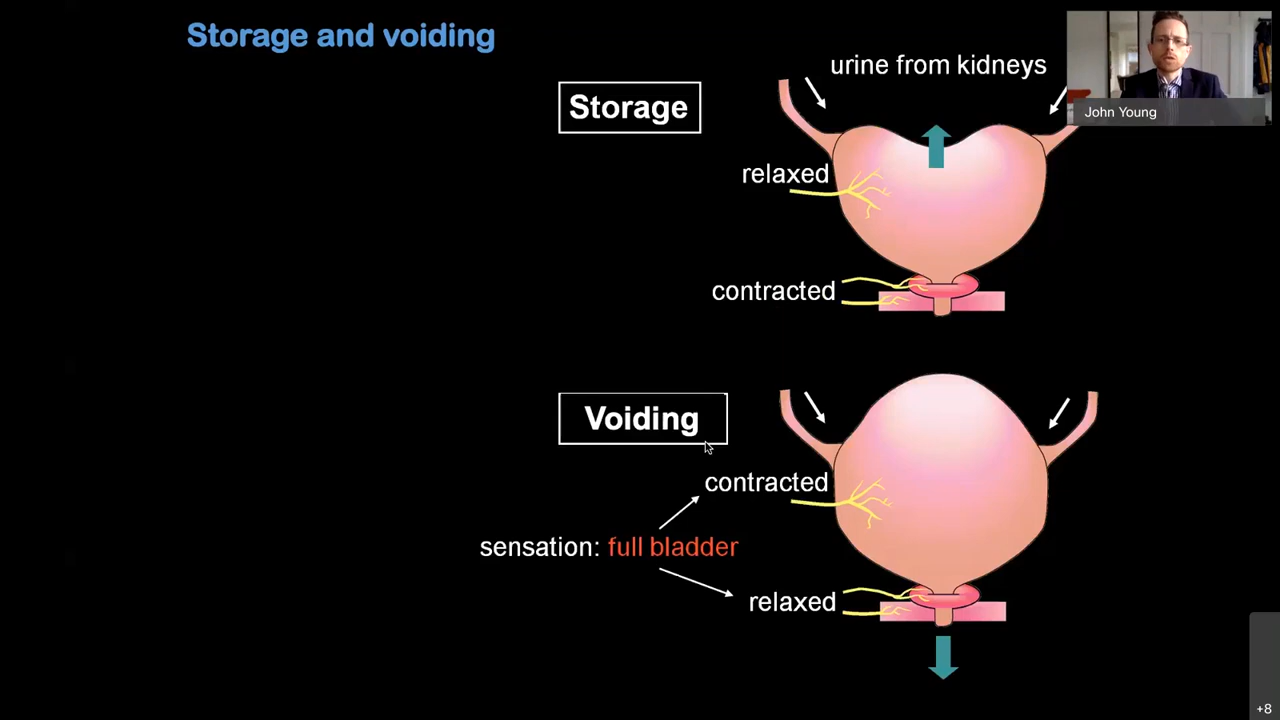 Storage and voiding
urine from kidneys
John Young
Storage
relaxed
contracted
Voiding
contracted
sensation: full bladder
relaxed
+8